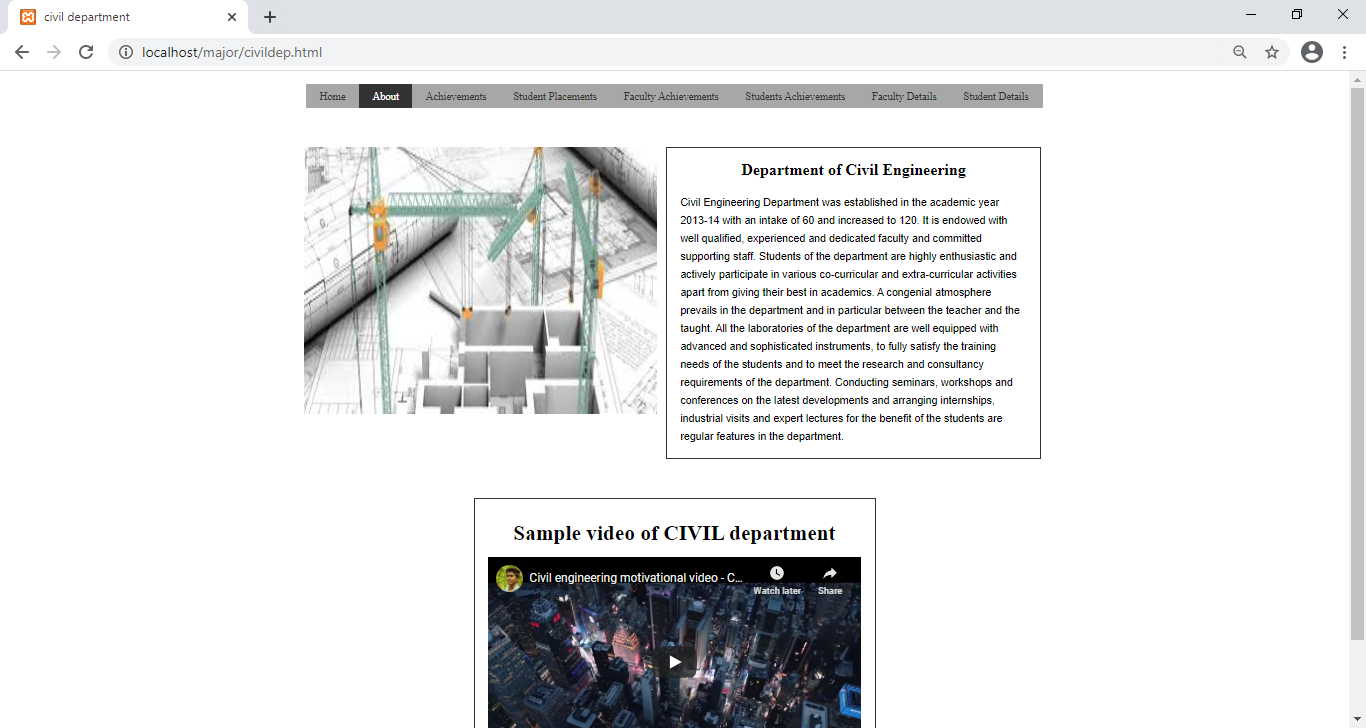 civil department
localhost/major/civildep.html
Home About Achievements Student Placements Faculty Achievements Students Achievements Faculty Details Student Details
Department of Civil Engineering
Civil Engineering Department was established in the academic year
2013-14 with an intake of 60 and increased to 120. It is endowed with
well qualified, experienced and dedicated faculty and committed
supporting staff. Students of the department are highly enthusiastic and
actively participate in various co-curricular and extra-curricular activities
apart from giving their best in academics. A congenial atmosphere
prevails in the department and in particular between the teacher and the
taught. All the laboratories of the department are well equipped with
advanced and sophisticated instruments, to fully satisfy the training
needs of the students and to meet the research and consultancy
requirements of the department. Conducting seminars, workshops and
conferences on the latest developments and arranging internships,
industrial visits and expert lectures for the benefit of the students are
regular features in the department.
Sample video of CIVIL department
Civil engineering motivational video - C...
Watch later Share